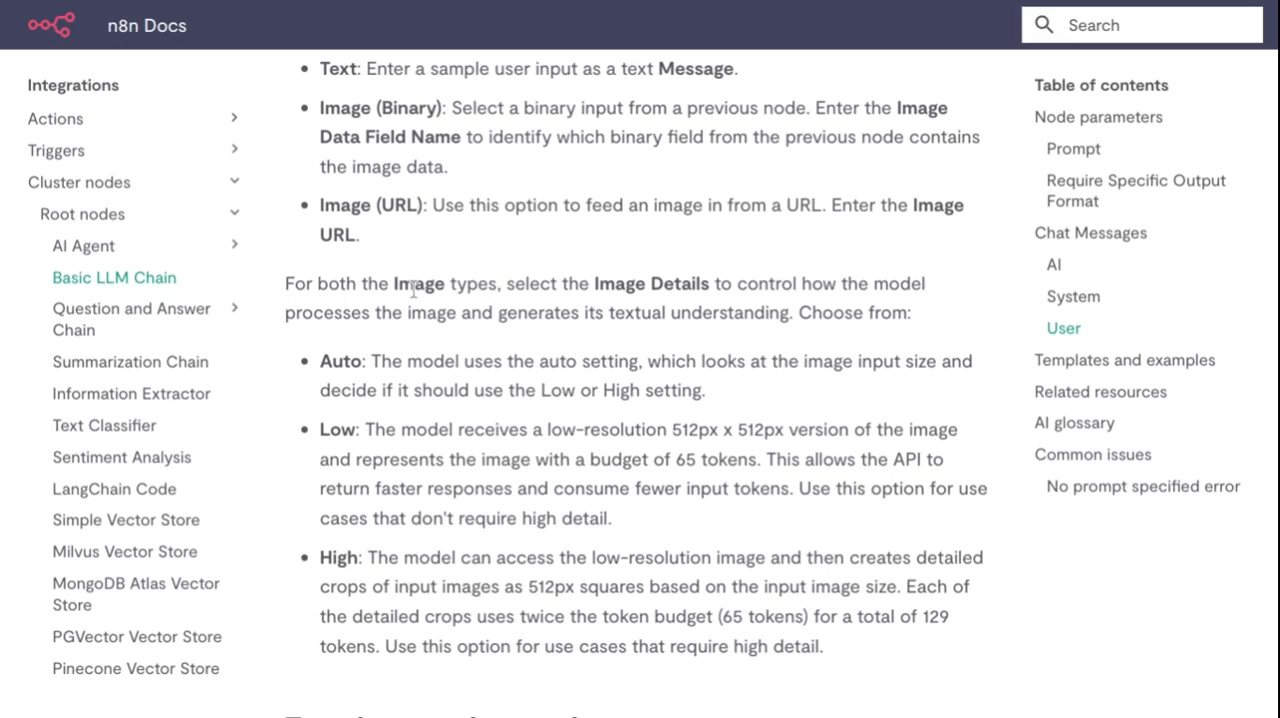 n8n Docs
Search
Integrations
Actions
Triggers
Cluster nodes
Root nodes
AI Agent
Basic LLM Chain
Question and Answer
Chain
Summarization Chain
Information Extractor
Text Classifier
Sentiment Analysis
LangChain Code
Simple Vector Store
Milvus Vector Store
MongoDB Atlas Vector
Store
PGVector Vector Store
Pinecone Vector Store
• Text: Enter a sample user input as a text Message.
• Image (Binary): Select a binary input from a previous node. Enter the Image
Data Field Name to identify which binary field from the previous node contains
the image data.
• Image (URL): Use this option to feed an image in from a URL. Enter the Image
URL.
For both the Image types, select the Image Details to control how the model
processes the image and generates its textual understanding. Choose from:
• Auto: The model uses the auto setting, which looks at the image input size and
decide if it should use the Low or High setting.
• Low: The model receives a low-resolution 512px x 512px version of the image
and represents the image with a budget of 65 tokens. This allows the API to
return faster responses and consume fewer input tokens. Use this option for use
cases that don't require high detail.
• High: The model can access the low-resolution image and then creates detailed
crops of input images as 512px squares based on the input image size. Each of
the detailed crops uses twice the token budget (65 tokens) for a total of 129
tokens. Use this option for use cases that require high detail.
Table of contents
Node parameters
Prompt
Require Specific Output
Format
Chat Messages
AI
System
User
Templates and examples
Related resources
AI glossary
Common issues
No prompt specified error